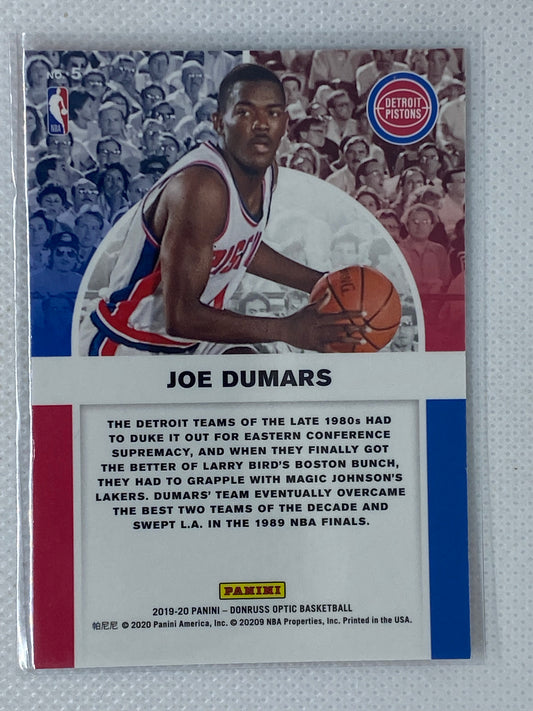 NO. 5
NBA
DETROIT
PISTONS
JOE DUMARS
THE DETROIT TEAMS OF THE LATE 1980s HAD
TO DUKE IT OUT FOR EASTERN CONFERENCE
SUPREMACY, AND WHEN THEY FINALLY GOT
THE BETTER OF LARRY BIRD'S BOSTON BUNCH,
THEY HAD TO GRAPPLE WITH MAGIC JOHNSON'S
LAKERS. DUMARS' TEAM EVENTUALLY OVERCAME
THE BEST TWO TEAMS OF THE DECADE AND
SWEPT L.A. IN THE 1989 NBA FINALS.
PANINI
2019-20 PANINI – DONRUSS OPTIC BASKETBALL
帕尼尼 © 2020 Panini America, Inc. © 20209 NBA Properties, Inc. Printed in the USA.